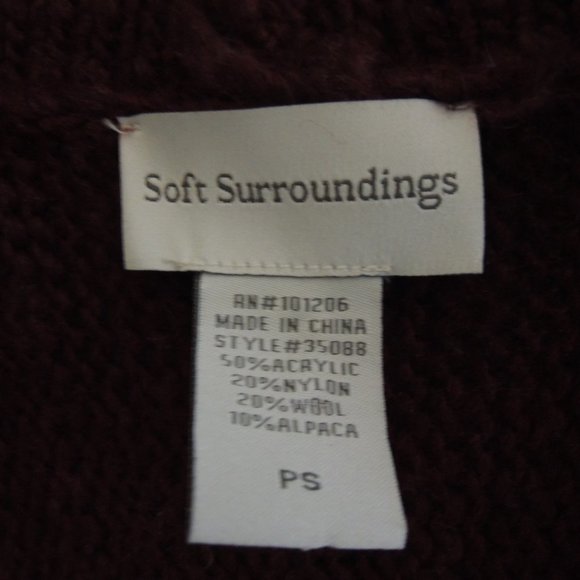 Soft Surroundings
RN#101206
MADE IN CHINA
STYLE#35088
50%ACRYLIC
20%NYLON
20%WOOL
10%ALPACA
PS